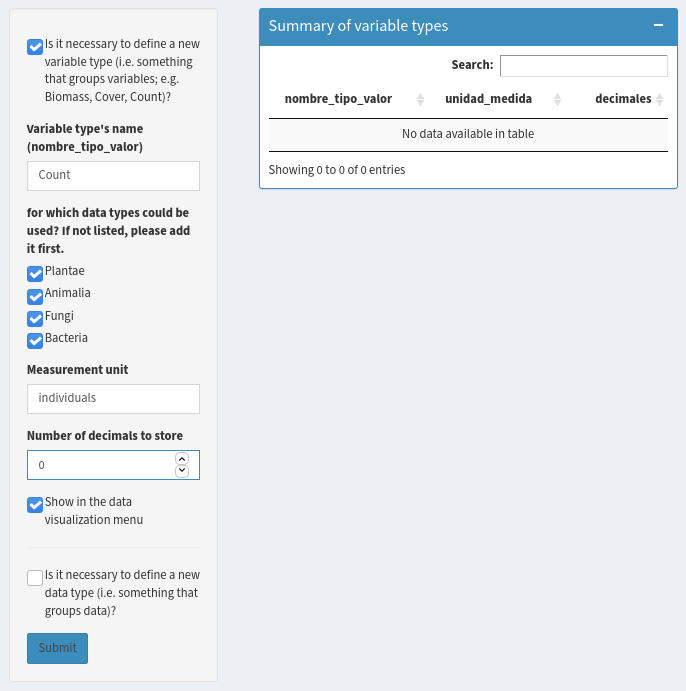 Is it necessary to define a new
variable type (i.e. something
that groups variables; e.g.
Biomass, Cover, Count)?
Variable type's name
(nombre_tipo_valor)
Count
for which data types could be
used? If not listed, please add
it first.
Plantae
Animalia
Fungi
Bacteria
Measurement unit
individuals
Number of decimals to store
0
Show in the data
visualization menu
Is it necessary to define a new
data type (i.e. something that
groups data)?
Submit
Summary of variable types
Search:
nombre_tipo_valor unidad_medida decimales
No data available in table
Showing 0 to 0 of 0 entries